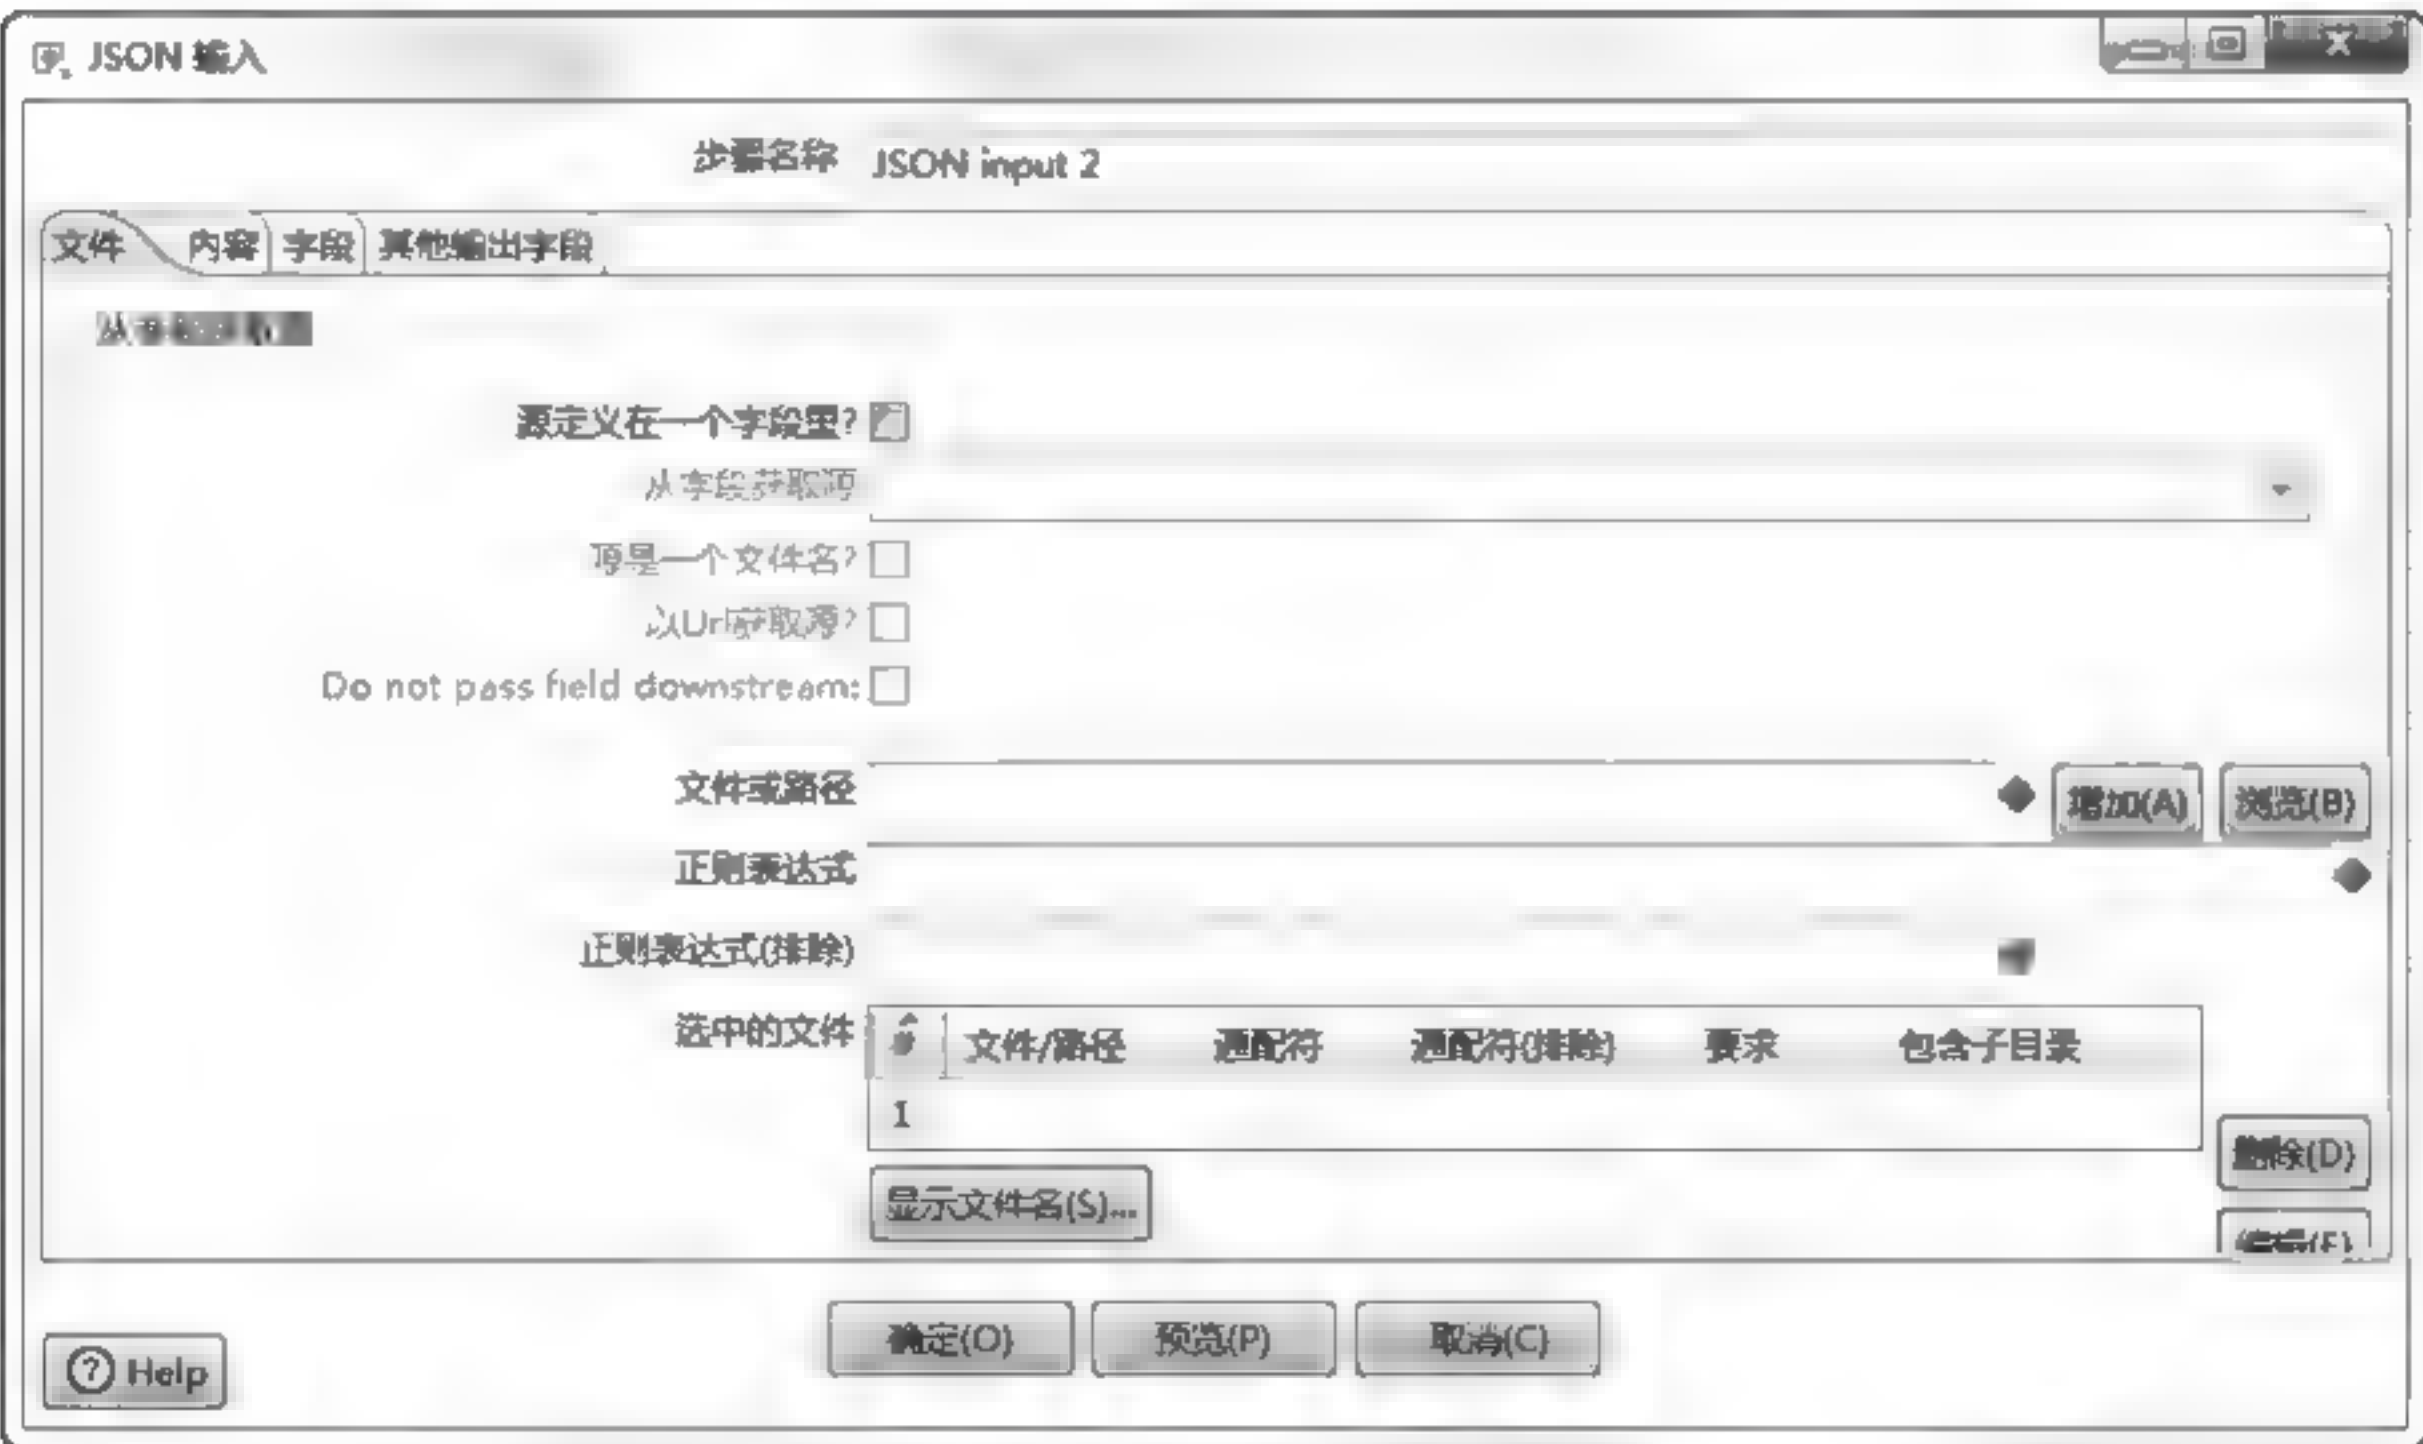 JSON 输入
步骤名称 JSON input 2
文件 内容 字段 其他输出字段
源定义在一个字段里?
从字段获取源
源是一个文件名?
以Url获取源?
Do not pass field downstream:
文件或路径 增加(A) 浏览(B)
正则表达式
正则表达式(排除)
选中的文件 # 文件/路径 通配符 通配符(排除) 要求 包含子目录
1
删除(D)
显示文件名(S)...
编辑(E)
确定(O) 预览(P) 取消(C)
Help